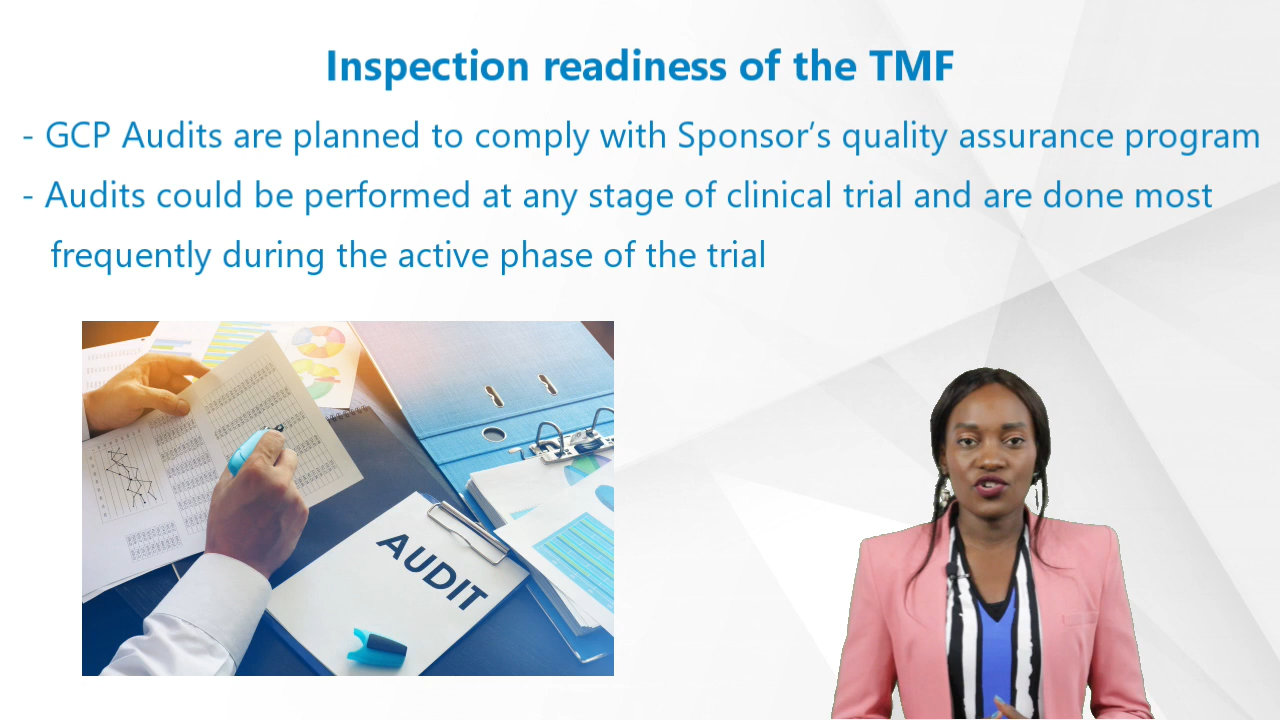 Inspection readiness of the TMF
- GCP Audits are planned to comply with Sponsor's quality assurance program
- Audits could be performed at any stage of clinical trial and are done most
frequently during the active phase of the trial
AUDIT